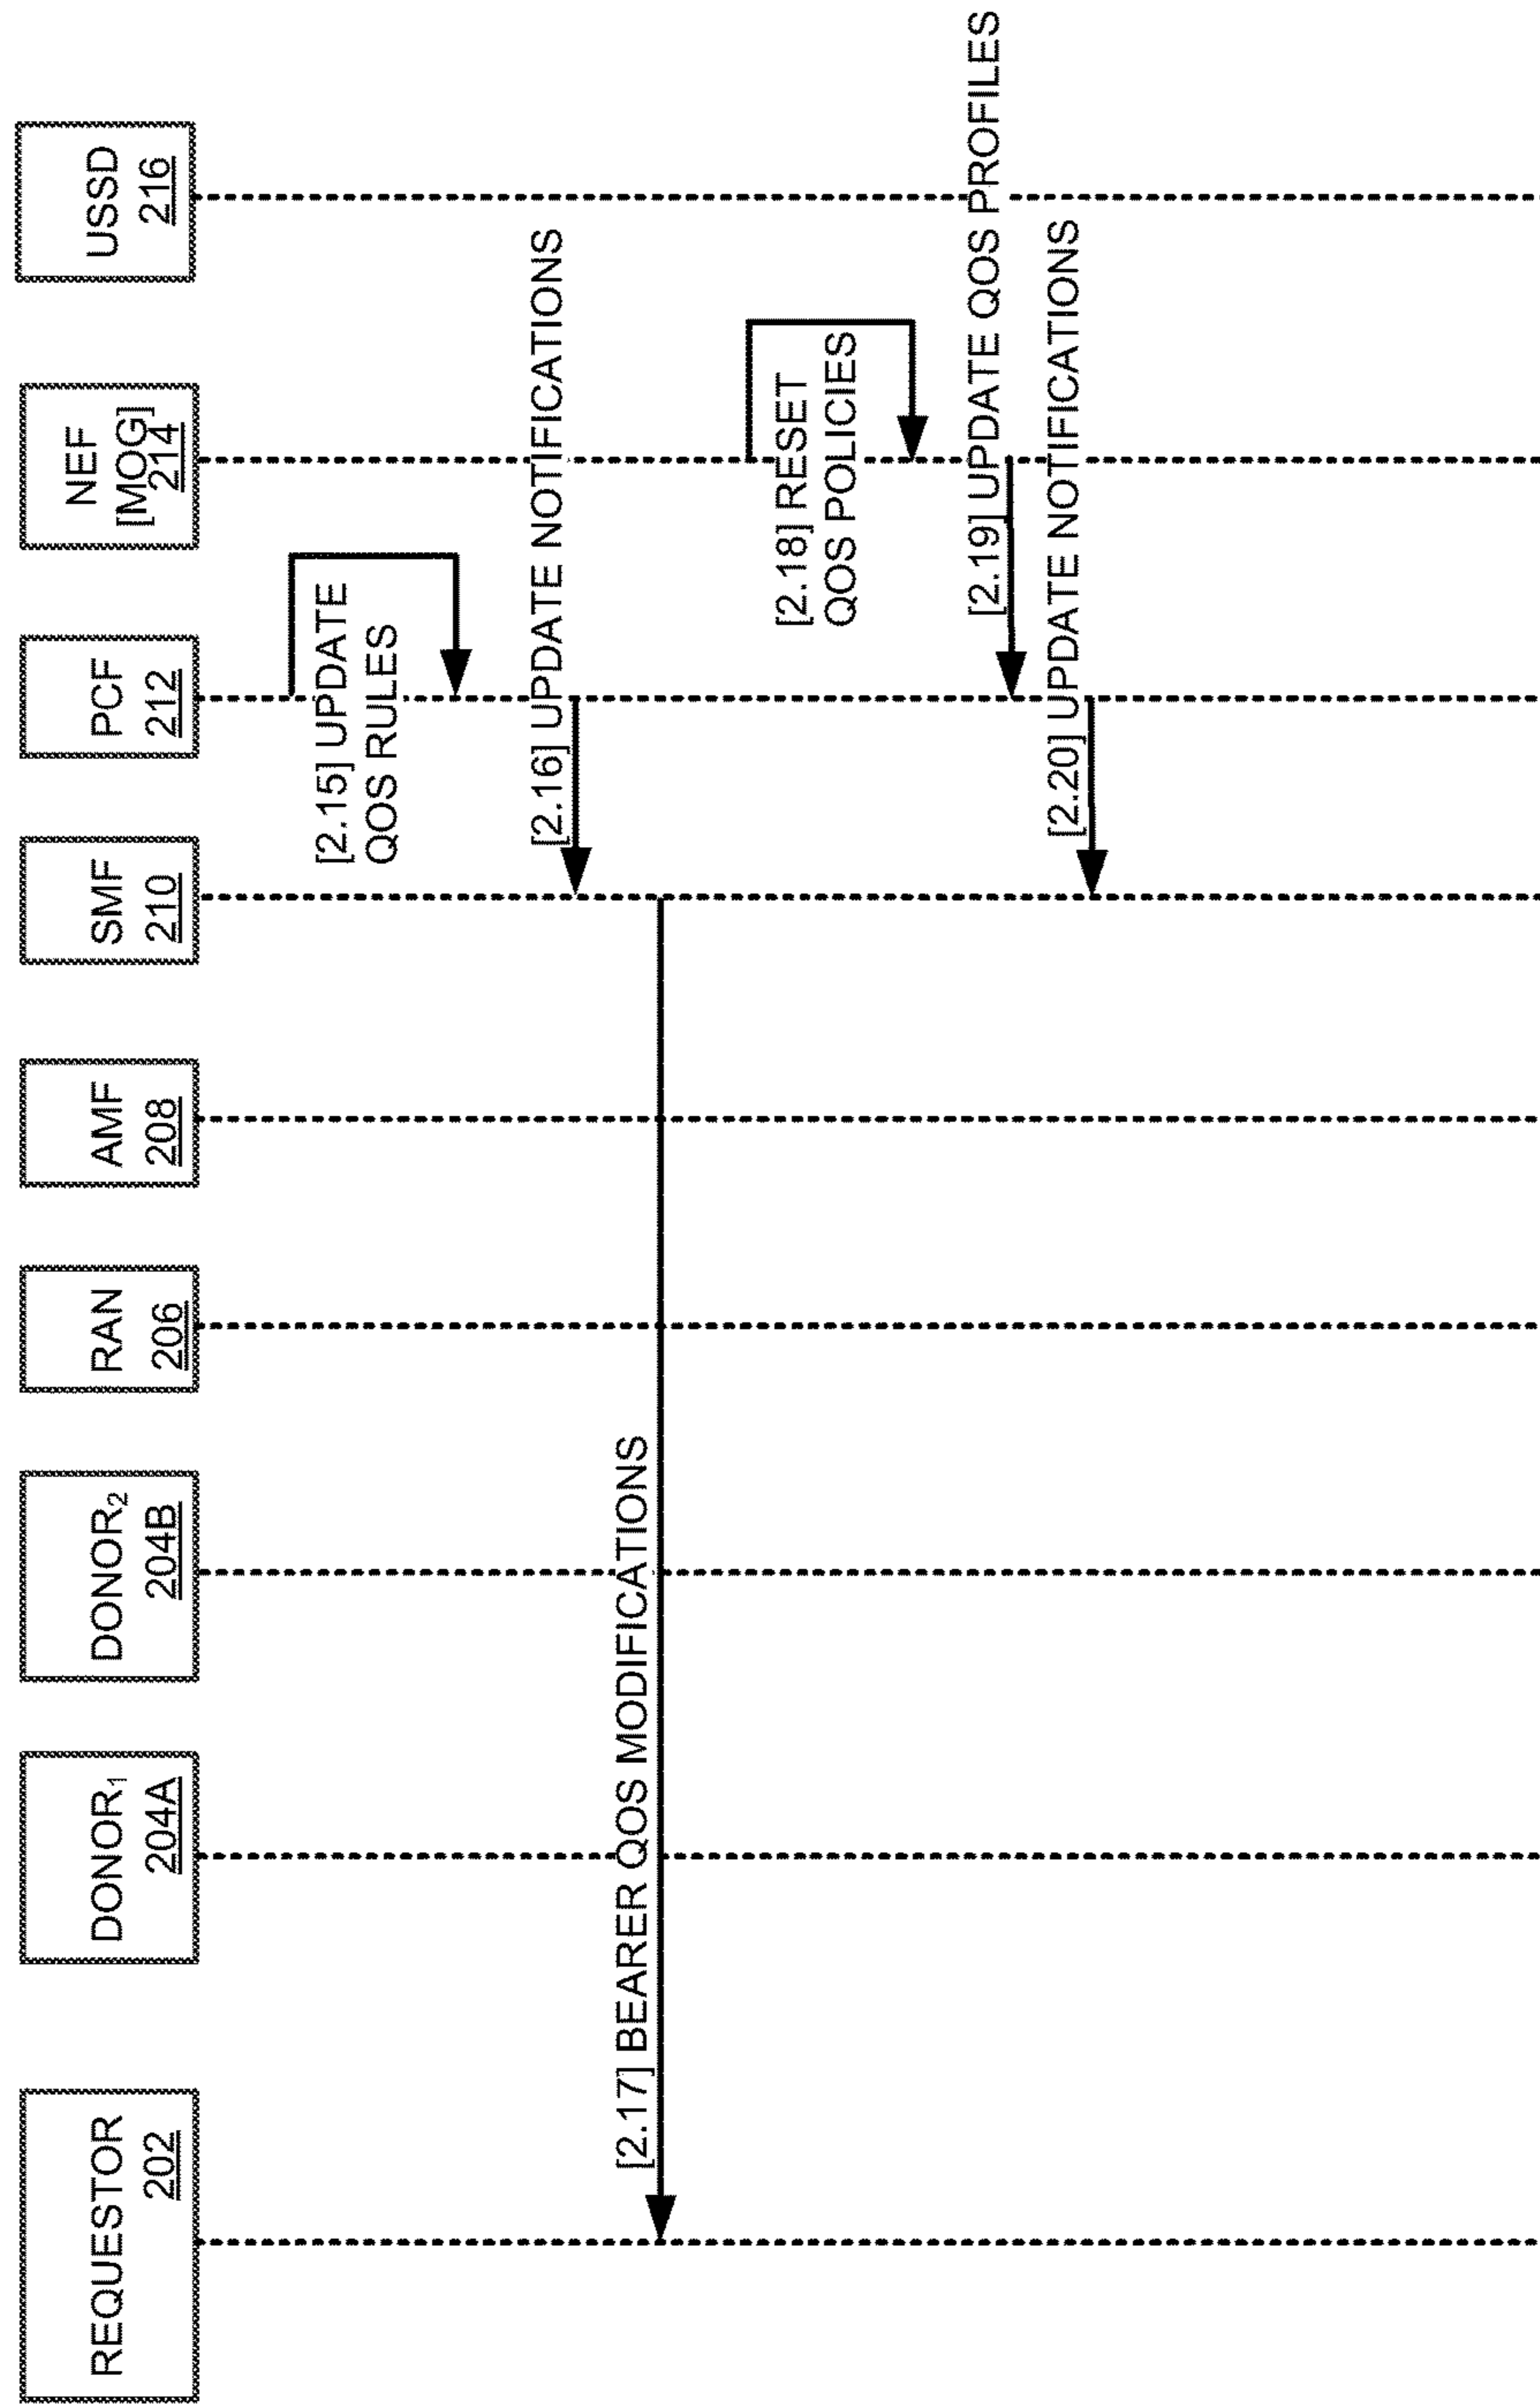 REQUESTOR
202
DONOR₁
204A
DONOR₂
204B
RAN
206
AMF
208
SMF
210
PCF
212
NEF
[MOG]
214
USSD
216
[2.15] UPDATE
QOS RULES
[2.16] UPDATE NOTIFICATIONS
[2.17] BEARER QOS MODIFICATIONS
[2.18] RESET
QOS POLICIES
[2.19] UPDATE QOS PROFILES
[2.20] UPDATE NOTIFICATIONS